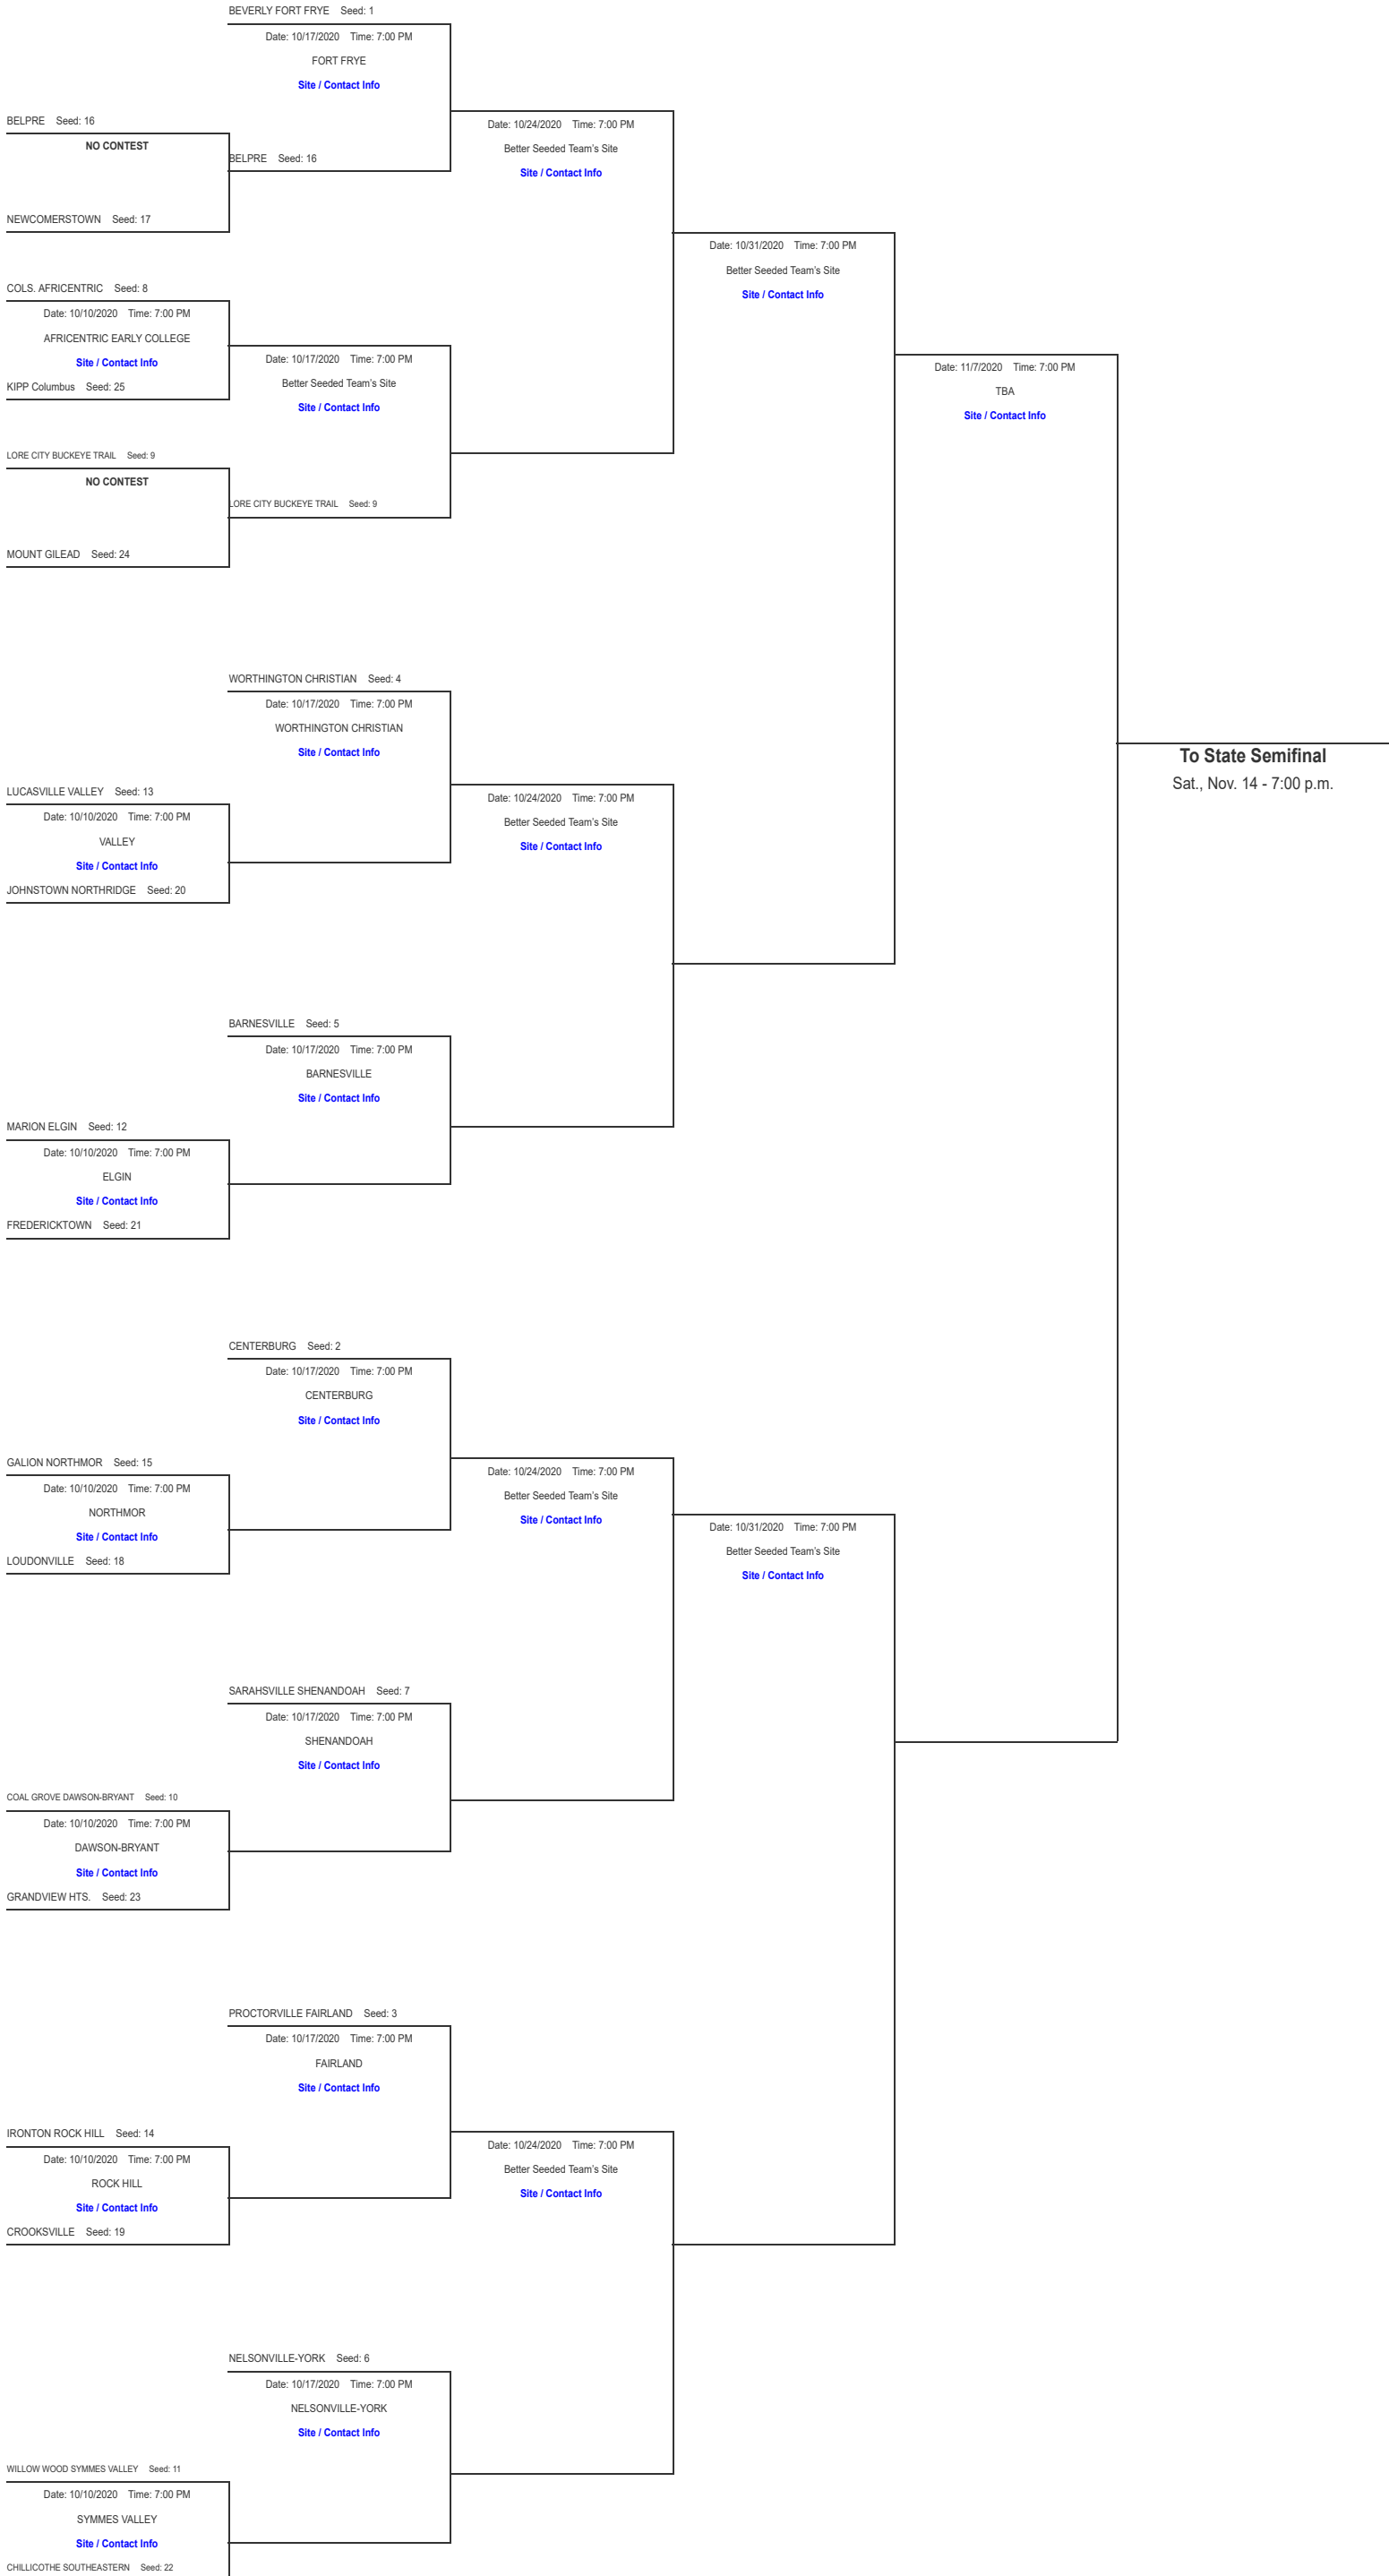 BEVERLY FORT FRYE Seed: 1
Date: 10/17/2020 Time: 7:00 PM
FORT FRYE
Site / Contact Info
BELPRE Seed: 16
NO CONTEST
BELPRE Seed: 16
NEWCOMERSTOWN Seed: 17
Date: 10/24/2020 Time: 7:00 PM
Better Seeded Team's Site
Site / Contact Info
Date: 10/31/2020 Time: 7:00 PM
Better Seeded Team's Site
Site / Contact Info
COLS. AFRICENTRIC Seed: 8
Date: 10/10/2020 Time: 7:00 PM
AFRICENTRIC EARLY COLLEGE
Site / Contact Info
KIPP Columbus Seed: 25
Date: 10/17/2020 Time: 7:00 PM
Better Seeded Team's Site
Site / Contact Info
Date: 11/7/2020 Time: 7:00 PM
TBA
Site / Contact Info
LORE CITY BUCKEYE TRAIL Seed: 9
NO CONTEST
LORE CITY BUCKEYE TRAIL Seed: 9
MOUNT GILEAD Seed: 24
WORTHINGTON CHRISTIAN Seed: 4
Date: 10/17/2020 Time: 7:00 PM
WORTHINGTON CHRISTIAN
Site / Contact Info
To State Semifinal
Sat., Nov. 14 - 7:00 p.m.
LUCASVILLE VALLEY Seed: 13
Date: 10/10/2020 Time: 7:00 PM
VALLEY
Site / Contact Info
JOHNSTOWN NORTHRIDGE Seed: 20
Date: 10/24/2020 Time: 7:00 PM
Better Seeded Team's Site
Site / Contact Info
BARNESVILLE Seed: 5
Date: 10/17/2020 Time: 7:00 PM
BARNESVILLE
Site / Contact Info
MARION ELGIN Seed: 12
Date: 10/10/2020 Time: 7:00 PM
ELGIN
Site / Contact Info
FREDERICKTOWN Seed: 21
CENTERBURG Seed: 2
Date: 10/17/2020 Time: 7:00 PM
CENTERBURG
Site / Contact Info
GALION NORTHMOR Seed: 15
Date: 10/10/2020 Time: 7:00 PM
NORTHMOR
Site / Contact Info
LOUDONVILLE Seed: 18
Date: 10/24/2020 Time: 7:00 PM
Better Seeded Team's Site
Site / Contact Info
Date: 10/31/2020 Time: 7:00 PM
Better Seeded Team's Site
Site / Contact Info
SARAHSVILLE SHENANDOAH Seed: 7
Date: 10/17/2020 Time: 7:00 PM
SHENANDOAH
Site / Contact Info
COAL GROVE DAWSON-BRYANT Seed: 10
Date: 10/10/2020 Time: 7:00 PM
DAWSON-BRYANT
Site / Contact Info
GRANDVIEW HTS. Seed: 23
PROCTORVILLE FAIRLAND Seed: 3
Date: 10/17/2020 Time: 7:00 PM
FAIRLAND
Site / Contact Info
IRONTON ROCK HILL Seed: 14
Date: 10/10/2020 Time: 7:00 PM
ROCK HILL
Site / Contact Info
CROOKSVILLE Seed: 19
Date: 10/24/2020 Time: 7:00 PM
Better Seeded Team's Site
Site / Contact Info
NELSONVILLE-YORK Seed: 6
Date: 10/17/2020 Time: 7:00 PM
NELSONVILLE-YORK
Site / Contact Info
WILLOW WOOD SYMMES VALLEY Seed: 11
Date: 10/10/2020 Time: 7:00 PM
SYMMES VALLEY
Site / Contact Info
CHILLICOTHE SOUTHEASTERN Seed: 22